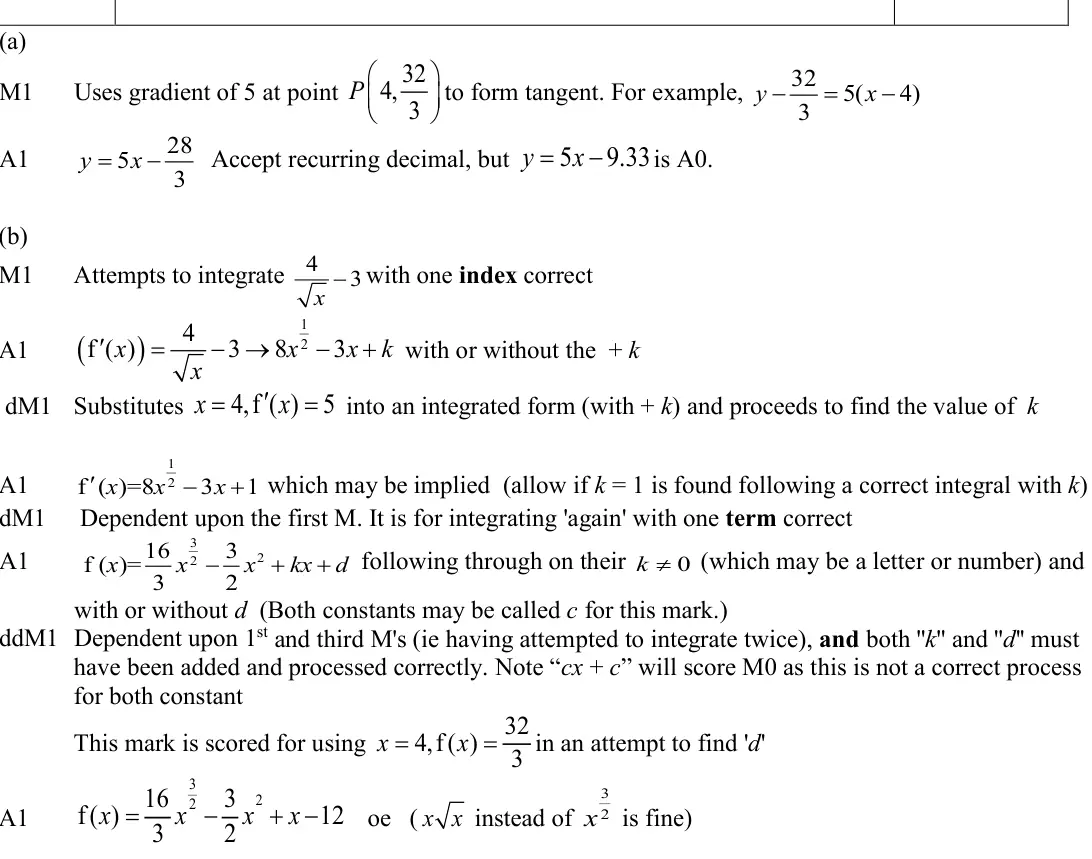 (a)
M1 Uses gradient of 5 at point P(4, 32/3) to form tangent. For example, y − 32/3 = 5(x − 4)
A1 y = 5x − 28/3 Accept recurring decimal, but y = 5x − 9.33 is A0.
(b)
M1 Attempts to integrate 4/√x − 3 with one index correct
A1 (f′(x)) = 4/√x − 3 → 8x^(1/2) − 3x + k with or without the + k
dM1 Substitutes x = 4, f′(x) = 5 into an integrated form (with + k) and proceeds to find the value of k
A1 f′(x)=8x^(1/2) − 3x + 1 which may be implied (allow if k = 1 is found following a correct integral with k)
dM1 Dependent upon the first M. It is for integrating 'again' with one term correct
A1 f (x)= 16/3 x^(3/2) − 3/2 x² + kx + d following through on their k ≠ 0 (which may be a letter or number) and
with or without d (Both constants may be called c for this mark.)
ddM1 Dependent upon 1st and third M's (ie having attempted to integrate twice), and both "k" and "d" must
have been added and processed correctly. Note “cx + c” will score M0 as this is not a correct process
for both constant
This mark is scored for using x = 4, f(x) = 32/3 in an attempt to find 'd'
A1 f(x) = 16/3 x^(3/2) − 3/2 x² + x − 12 oe ( x√x instead of x^(3/2) is fine)